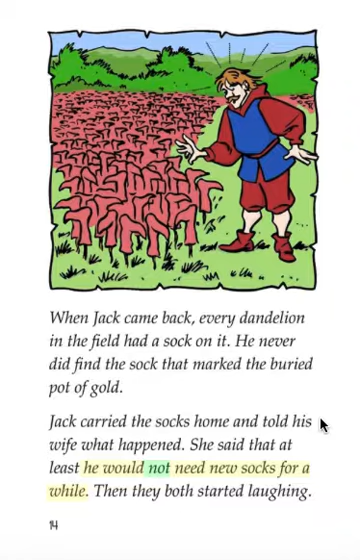 When Jack came back, every dandelion
in the field had a sock on it. He never
did find the sock that marked the buried
pot of gold.
Jack carried the socks home and told his
wife what happened. She said that at
least he would not need new socks for a
while. Then they both started laughing.
14